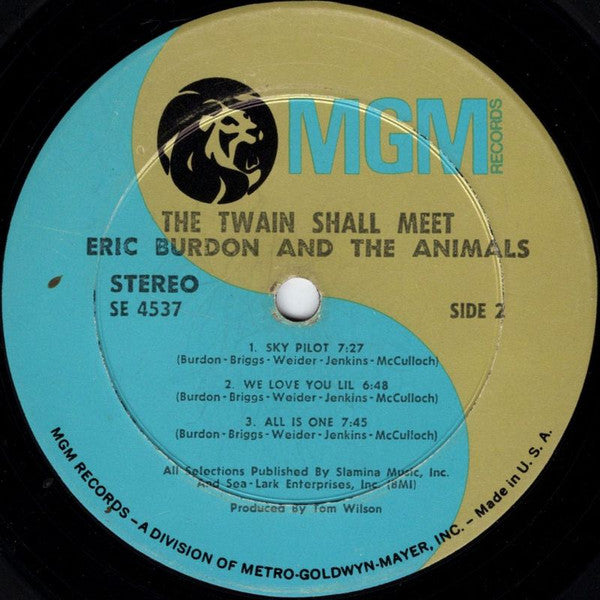 MGM
RECORDS
THE TWAIN SHALL MEET
ERIC BURDON AND THE ANIMALS
STEREO
SE 4537
SIDE 2
1. SKY PILOT 7:27
(Burdon-Briggs-Weider-Jenkins-McCulloch)
2. WE LOVE YOU LIL 6:48
(Burdon-Briggs-Weider-Jenkins-McCulloch)
3. ALL IS ONE 7:45
(Burdon-Briggs-Weider-Jenkins-McCulloch)
All Selections Published By Slamina Music, Inc.
And Sea-Lark Enterprises, Inc. (BMI)
Produced By Tom Wilson
MGM RECORDS – A DIVISION OF METRO-GOLDWYN-MAYER, INC. – Made in U. S. A.